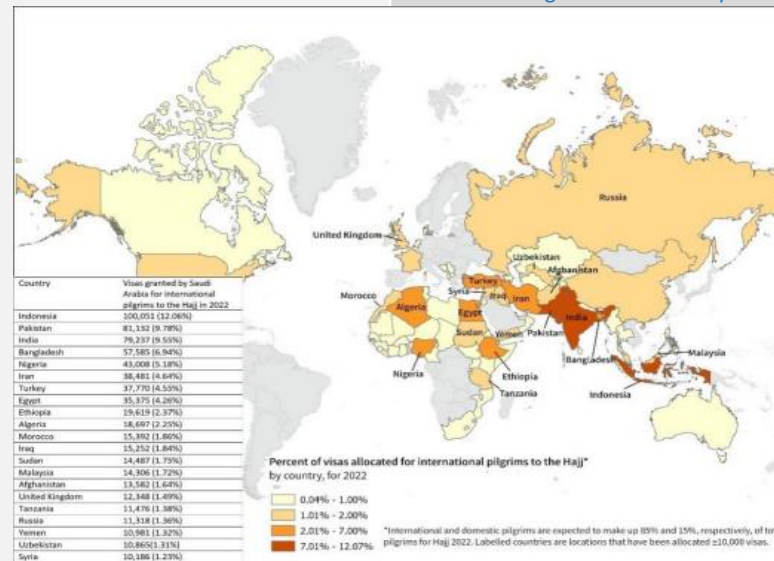 United Kingdom
Russia
Uzbekistan
Afghanistan
Turkey
Syria
Iraq
Iran
Morocco
Algeria
Egypt
Pakistan
India
Sudan
Yemen
Bangladesh
Malaysia
Nigeria
Ethiopia
Tanzania
Indonesia
Country Visas granted by Saudi
Arabia for international
pilgrims to the Hajj in 2022
Indonesia 100,051 (12.06%)
Pakistan 81,132 (9.78%)
India 79,237 (9.55%)
Bangladesh 57,585 (6.94%)
Nigeria 43,008 (5.18%)
Iran 38,481 (4.64%)
Turkey 37,770 (4.55%)
Egypt 35,375 (4.26%)
Ethiopia 19,619 (2.37%)
Algeria 18,697 (2.25%)
Morocco 15,392 (1.86%)
Iraq 15,252 (1.84%)
Sudan 14,487 (1.75%)
Malaysia 14,306 (1.72%)
Afghanistan 13,582 (1.64%)
United Kingdom 12,348 (1.49%)
Tanzania 11,476 (1.38%)
Russia 11,318 (1.36%)
Yemen 10,981 (1.32%)
Uzbekistan 10,865(1.31%)
Syria 10,186 (1.23%)
Percent of visas allocated for international pilgrims to the Hajj*
by country, for 2022
0.04% - 1.00%
1.01% - 2.00%
2.01% - 7.00%
7.01% - 12.07%
*International and domestic pilgrims are expected to make up 85% and 15%, respectively, of
pilgrims for Hajj 2022. Labelled countries are locations that have been allocated ≥10,000 visas.